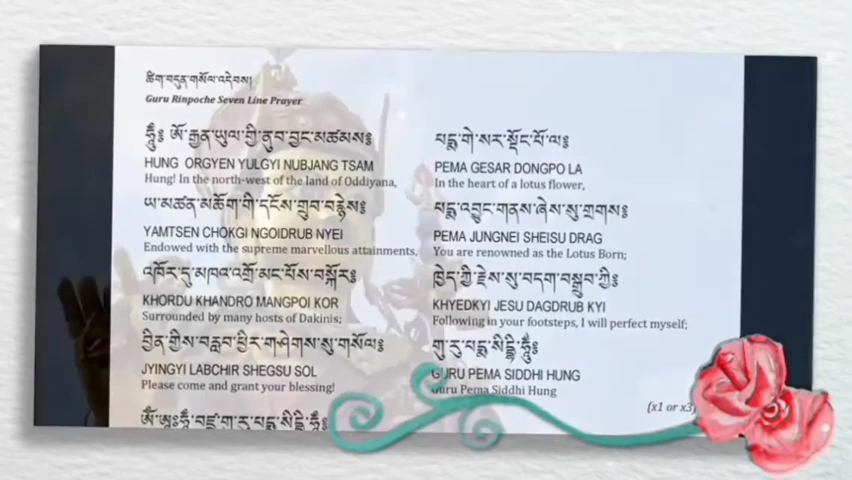 ཚིག་བདུན་གསོལ་འདེབས།
Guru Rinpoche Seven Line Prayer
ཧཱུྃ༔ ཨོ་རྒྱན་ཡུལ་གྱི་ནུབ་བྱང་མཚམས༔
HUNG ORGYEN YULGYI NUBJANG TSAM
Hung! In the north-west of the land of Oddiyana,
ཡ་མཚན་མཆོག་གི་དངོས་གྲུབ་བརྙེས༔
YAMTSEN CHOKGI NGOIDRUB NYEI
Endowed with the supreme marvellous attainments,
འཁོར་དུ་མཁའ་འགྲོ་མང་པོས་བསྐོར༔
KHORDU KHANDRO MANGPOI KOR
Surrounded by many hosts of Dakinis;
བྱིན་གྱིས་བརླབ་ཕྱིར་གཤེགས་སུ་གསོལ༔
JYINGYI LABCHIR SHEGSU SOL
Please come and grant your blessing!
ཨོཾ་ཨཱཿཧཱུྃ་བཛྲ་གུ་རུ་པདྨ་སིདྡྷི་ཧཱུྃ༔
པདྨ་གེ་སར་སྡོང་པོ་ལ༔
PEMA GESAR DONGPO LA
In the heart of a lotus flower,
པདྨ་འབྱུང་གནས་ཞེས་སུ་གྲགས༔
PEMA JUNGNEI SHEISU DRAG
You are renowned as the Lotus Born;
ཁྱེད་ཀྱི་རྗེས་སུ་བདག་བསྒྲུབ་ཀྱི༔
KHYEDKYI JESU DAGDRUB KYI
Following in your footsteps, I will perfect myself;
གུ་རུ་པདྨ་སིདྡྷི་ཧཱུྃ༔
GURU PEMA SIDDHI HUNG
Guru Pema Siddhi Hung
(x1 or x3)